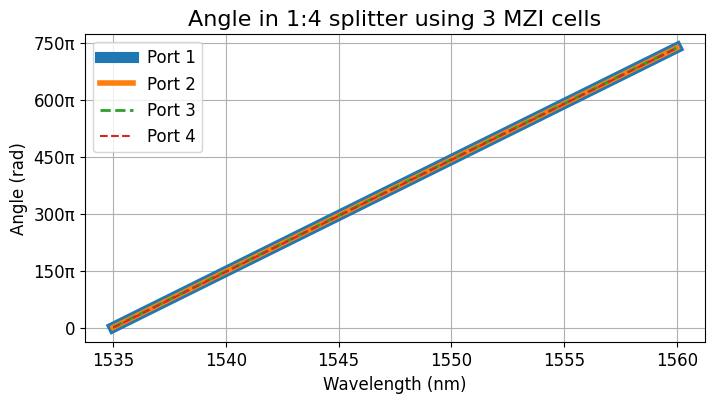 Angle in 1:4 splitter using 3 MZI cells
Port 1
Port 2
Port 3
Port 4
Angle (rad)
750π
600π
450π
300π
150π
0
1535
1540
1545
1550
1555
1560
Wavelength (nm)